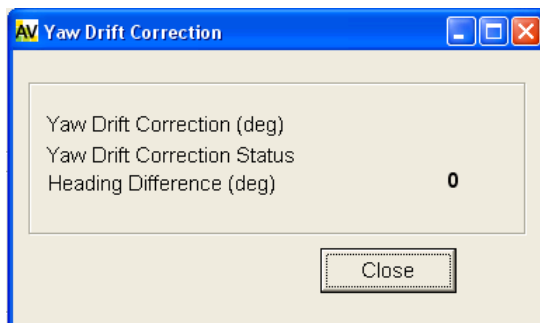 AV Yaw Drift Correction
Yaw Drift Correction (deg)
Yaw Drift Correction Status
Heading Difference (deg) 0
Close